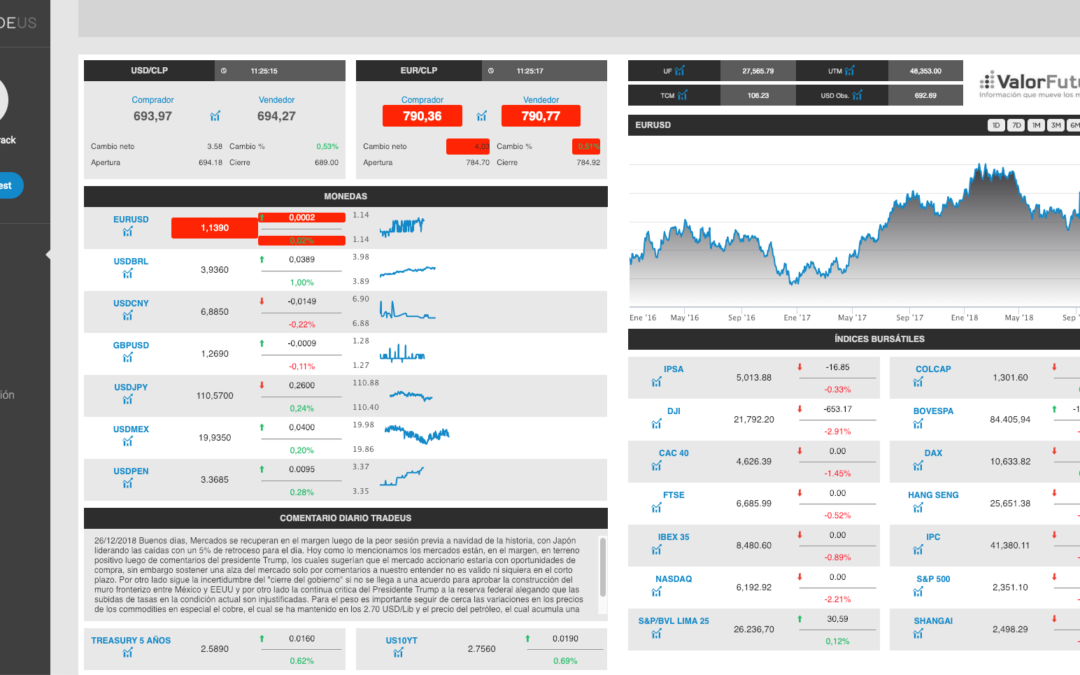 DEUS
rack
est
ión
USD/CLP 11:25:15
Comprador Vendedor
693,97 694,27
Cambio neto 3.58 Cambio % 0,53%
Apertura 694.18 Cierre 689.00
EUR/CLP 11:25:17
Comprador Vendedor
790,36 790,77
Cambio neto Cambio %
Apertura 784.70 Cierre 784.92
MONEDAS
EURUSD 1,1390 0,0002 1.14
0,02% 1.14
USDBRL 3,9360 0,0389 3.98
1,00% 3.89
USDCNY 6,8850 -0,0149 6.90
-0,22% 6.88
GBPUSD 1,2690 -0,0009 1.28
-0,11% 1.27
USDJPY 110,5700 0,2600 110.88
0,24% 110.40
USDMEX 19,9350 0,0400 19.98
0,20% 19.86
USDPEN 3.3685 0.0095 3.37
0.28% 3.35
COMENTARIO DIARIO TRADEUS
26/12/2018 Buenos días, Mercados se recuperan en el margen luego de la peor sesión previa a navidad de la historia, con Japón
liderando las caídas con un 5% de retroceso para el día. Hoy como lo mencionamos los mercados están, en el margen, en terreno
positivo luego de comentarios del presidente Trump, los cuales sugerían que el mercado accionario estaría con oportunidades de
compra, sin embargo sostener una alza del mercado solo por comentarios a nuestro entender no es valido ni siquiera en el corto
plazo. Por otro lado sigue la incertidumbre del "cierre del gobierno" si no se llega a una acuerdo para aprobar la construcción del
muro fronterizo entre México y EEUU y por otro lado la continua critica del Presidente Trump a la reserva federal alegando que las
subidas de tasas en la condición actual son injustificadas. Para el peso es importante seguir de cerca las variaciones en los precios
de los commodities en especial el cobre, el cual se ha mantenido en los 2.70 USD/Lib y el precio del petróleo, el cual acumula una
TREASURY 5 AÑOS 2.5890 0.0160
0.62%
US10YT 2.7560 0.0190
0.69%
UF 27,565.79 UTM 48,353.00
TCM 106.23 USD Obs. 692.69
ValorFutu
Información que mueve los m
EURUSD 1D 7D 1M 3M 6M
Ene '16 May '16 Sep '16 Ene '17 May '17 Sep '17 Ene '18 May '18 Sep '
ÍNDICES BURSÁTILES
IPSA 5,013.88 -16.85
-0.33%
COLCAP 1,301.60
DJI 21,792.20 -653.17
-2.91%
BOVESPA 84.405,94 -1
CAC 40 4,626.39 0.00
-1.45%
DAX 10,633.82
FTSE 6,685.99 0.00
-0.52%
HANG SENG 25,651.38
IBEX 35 8,480.60 0.00
-0.89%
IPC 41,380.11
NASDAQ 6,192.92 0.00
-2.21%
S&P 500 2,351.10
S&P/BVL LIMA 25 26.236,70 30,59
0,12%
SHANGAI 2,498.29